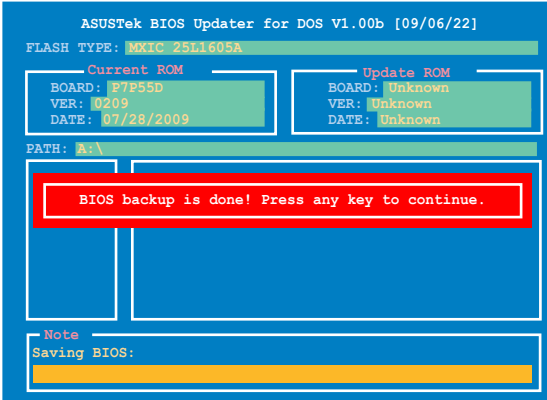 ASUSTek BIOS Updater for DOS V1.00b [09/06/22]
FLASH TYPE: MXIC 25L1605A
Current ROM
BOARD: P7P55D
VER: 0209
DATE: 07/28/2009
Update ROM
BOARD: Unknown
VER: Unknown
DATE: Unknown
PATH: A:\
BIOS backup is done! Press any key to continue.
Note
Saving BIOS: